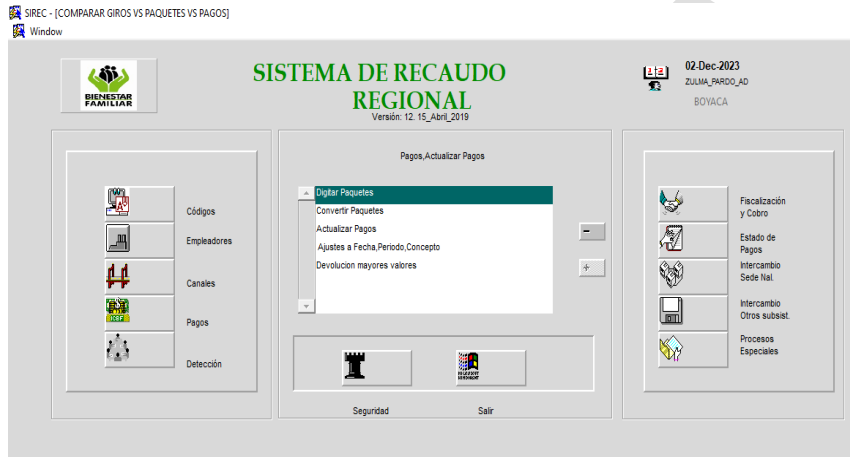 SIREC - [COMPARAR GIROS VS PAQUETES VS PAGOS]
Window
BIENESTAR
FAMILIAR
SISTEMA DE RECAUDO
REGIONAL
Versión: 12. 15_Abril_2019
02-Dec-2023
ZULMA_PARDO_AD
BOYACA
Códigos
Empleadores
Canales
Pagos
Detección
Pagos,Actualizar Pagos
Digitar Paquetes
Convertir Paquetes
Actualizar Pagos
Ajustes a Fecha,Periodo,Concepto
Devolucion mayores valores
-
+
Seguridad
Salir
Fiscalización
y Cobro
Estado de
Pagos
Intercambio
Sede Nal.
Intercambio
Otros subsist.
Procesos
Especiales